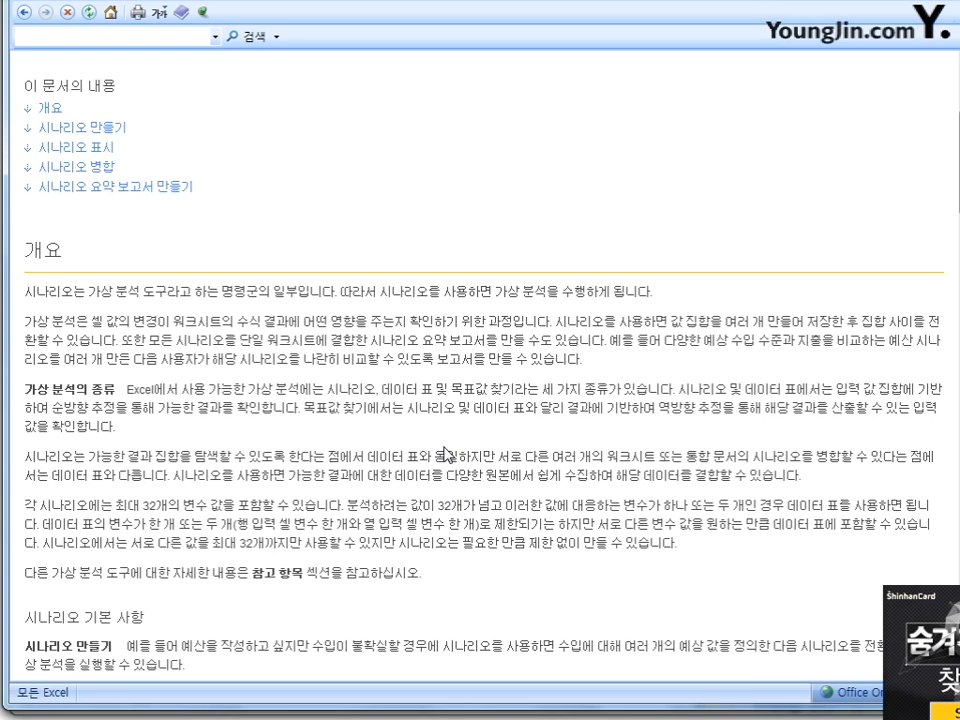 가가
검색
YoungJin.com Y.
이 문서의 내용
개요
시나리오 만들기
시나리오 표시
시나리오 병합
시나리오 요약 보고서 만들기
개요
시나리오는 가상 분석 도구라고 하는 명령군의 일부입니다. 따라서 시나리오를 사용하면 가상 분석을 수행하게 됩니다.
가상 분석은 셀 값의 변경이 워크시트의 수식 결과에 어떤 영향을 주는지 확인하기 위한 과정입니다. 시나리오를 사용하면 값 집합을 여러 개 만들어 저장한 후 집합 사이를 전
환할 수 있습니다. 또한 모든 시나리오를 단일 워크시트에 결합한 시나리오 요약 보고서를 만들 수도 있습니다. 예를 들어 다양한 예상 수입 수준과 지출을 비교하는 예산 시나
리오를 여러 개 만든 다음 사용자가 해당 시나리오를 나란히 비교할 수 있도록 보고서를 만들 수 있습니다.
가상 분석의 종류 Excel에서 사용 가능한 가상 분석에는 시나리오, 데이터 표 및 목표값 찾기라는 세 가지 종류가 있습니다. 시나리오 및 데이터 표에서는 입력 값 집합에 기반
하여 순방향 추정을 통해 가능한 결과를 확인합니다. 목표값 찾기에서는 시나리오 및 데이터 표와 달리 결과에 기반하여 역방향 추정을 통해 해당 결과를 산출할 수 있는 입력
값을 확인합니다.
시나리오는 가능한 결과 집합을 탐색할 수 있도록 한다는 점에서 데이터 표와 하지만 서로 다른 여러 개의 워크시트 또는 통합 문서의 시나리오를 병합할 수 있다는 점에
서는 데이터 표와 다릅니다. 시나리오를 사용하면 가능한 결과에 대한 데이터를 다양한 원본에서 쉽게 수집하여 해당 데이터를 결합할 수 있습니다.
각 시나리오에는 최대 32개의 변수 값을 포함할 수 있습니다. 분석하려는 값이 32개가 넘고 이러한 값에 대응하는 변수가 하나 또는 두 개인 경우 데이터 표를 사용하면 됩니
다. 데이터 표의 변수가 한 개 또는 두 개(행 입력 셀 변수 한 개와 열 입력 셀 변수 한 개)로 제한되기는 하지만 서로 다른 변수 값을 원하는 만큼 데이터 표에 포함할 수 있습니
다. 시나리오에서는 서로 다른 값을 최대 32개까지만 사용할 수 있지만 시나리오는 필요한 만큼 제한 없이 만들 수 있습니다.
다른 가상 분석 도구에 대한 자세한 내용은 참고 항목 섹션을 참고하십시오.
시나리오 기본 사항
시나리오 만들기 예를 들어 예산을 작성하고 싶지만 수입이 불확실할 경우에 시나리오를 사용하면 수입에 대해 여러 개의 예상 값을 정의한 다음 시나리오를 전환
상 분석을 실행할 수 있습니다.
ShinhanCard
숨겨
찾
모든 Excel
Office On